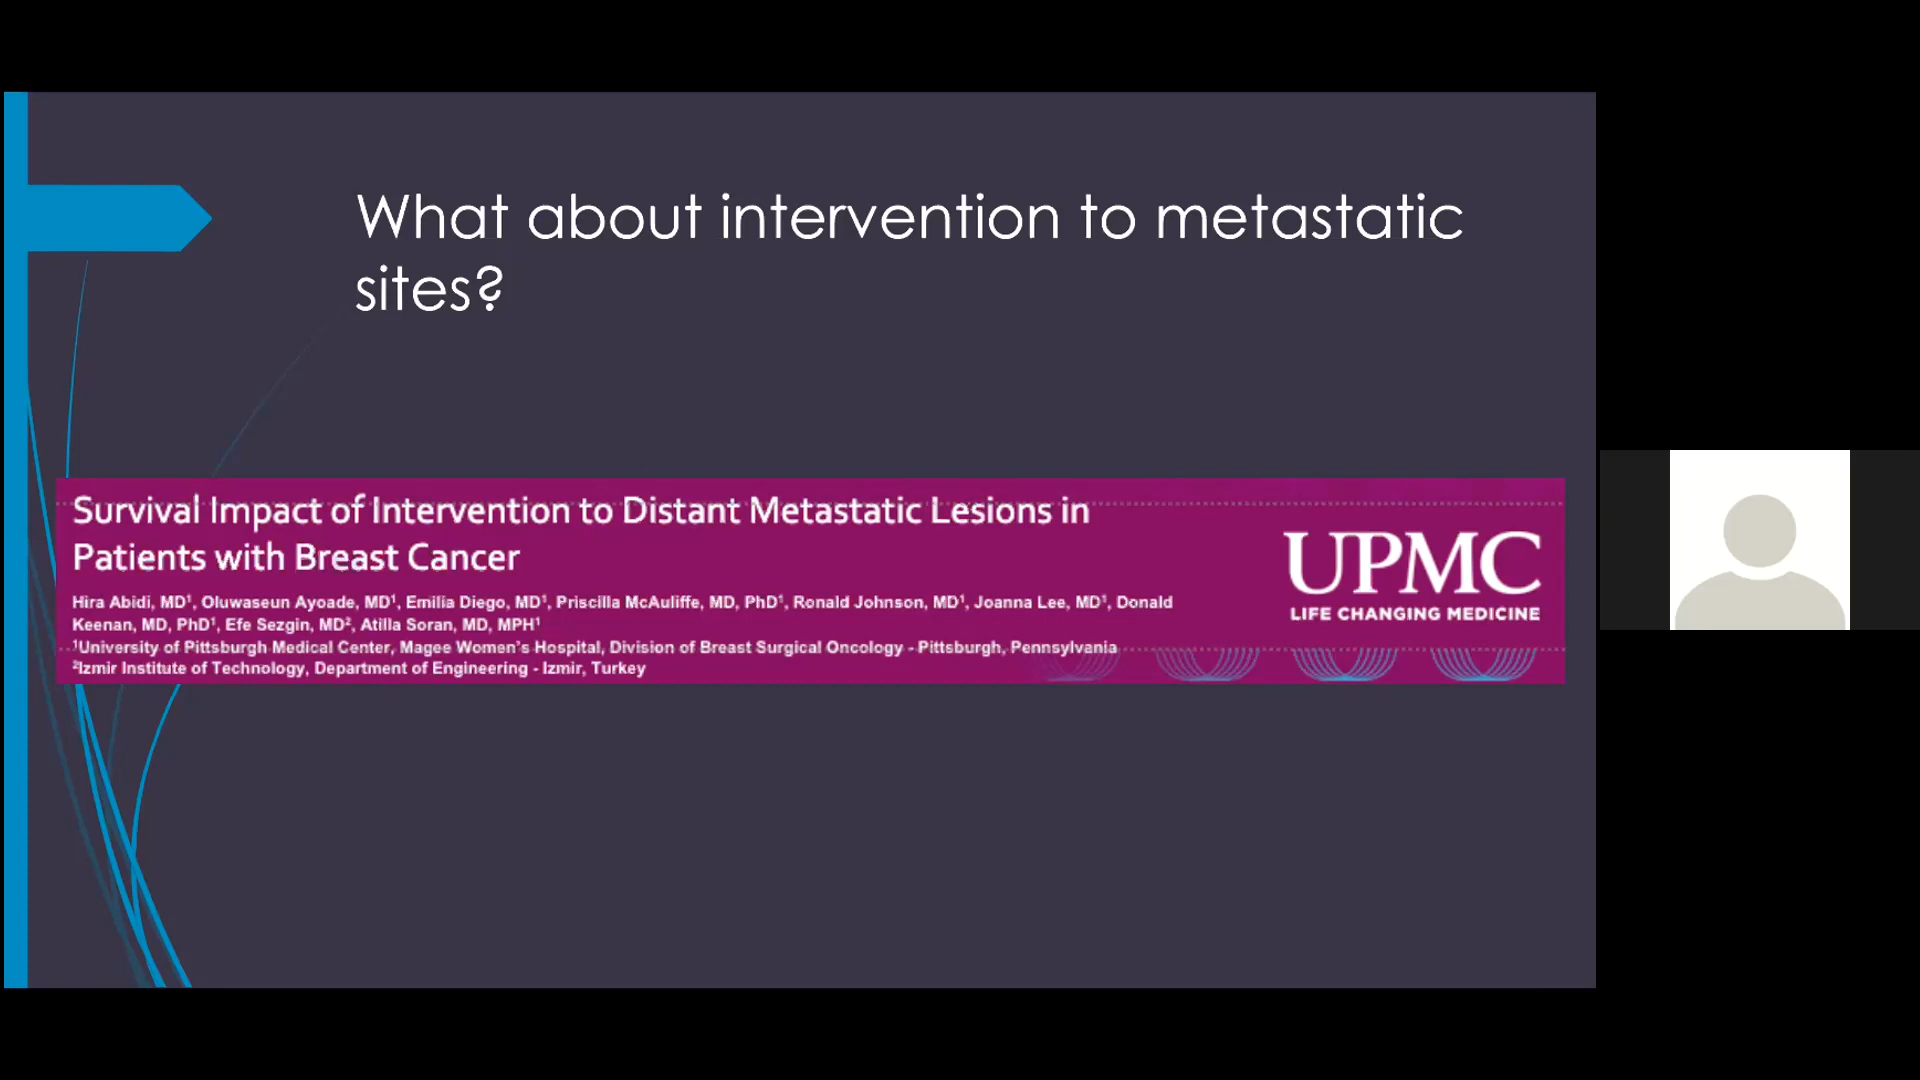 What about intervention to metastatic
sites?
Survival Impact of Intervention to Distant Metastatic Lesions in
Patients with Breast Cancer
Hira Abidi, MD¹, Oluwaseun Ayoade, MD¹, Emilia Diego, MD¹, Priscilla McAuliffe, MD, PhD¹, Ronald Johnson, MD¹, Joanna Lee, MD¹, Donald
Keenan, MD, PhD¹, Efe Sezgin, MD², Atilla Soran, MD, MPH¹
¹University of Pittsburgh Medical Center, Magee Women's Hospital, Division of Breast Surgical Oncology - Pittsburgh, Pennsylvania
²Izmir Institute of Technology, Department of Engineering - Izmir, Turkey
UPMC
LIFE CHANGING MEDICINE